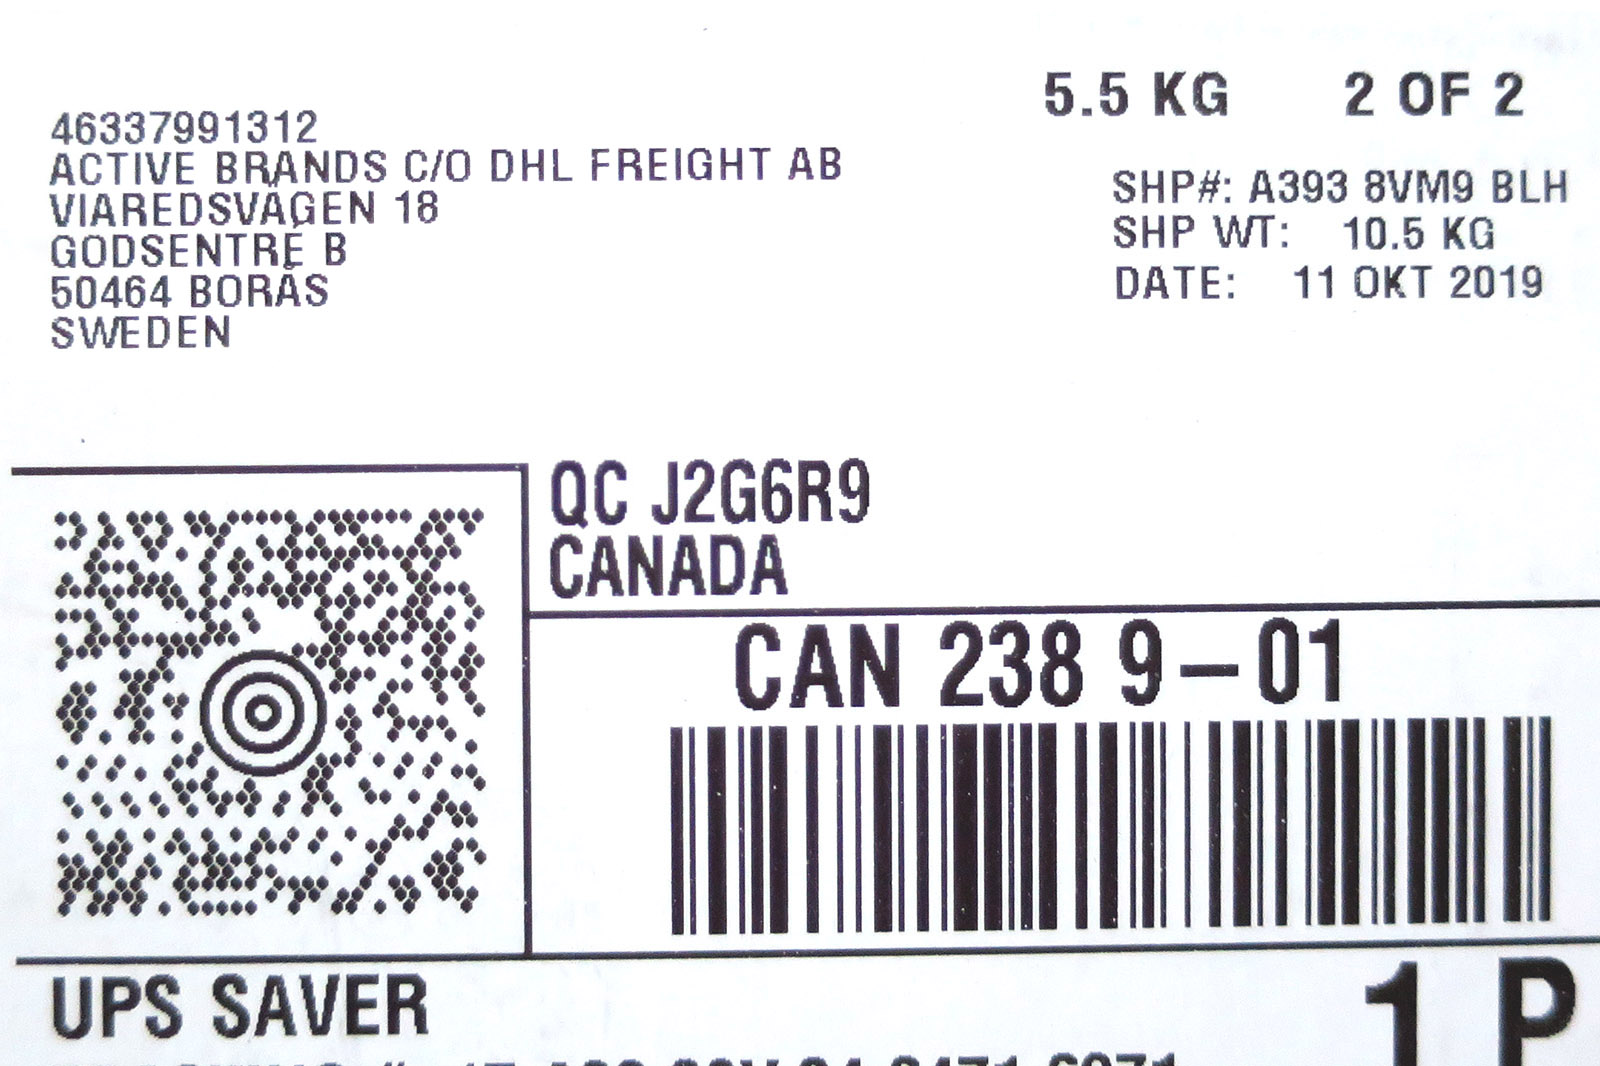 46337991312
ACTIVE BRANDS C/O DHL FREIGHT AB
VIAREDSVÄGEN 18
GODSENTRÉ B
50464 BORÅS
SWEDEN
5.5 KG 2 OF 2
SHP#: A393 8VM9 BLH
SHP WT: 10.5 KG
DATE: 11 OKT 2019
QC J2G6R9
CANADA
CAN 238 9-01
UPS SAVER
1 P